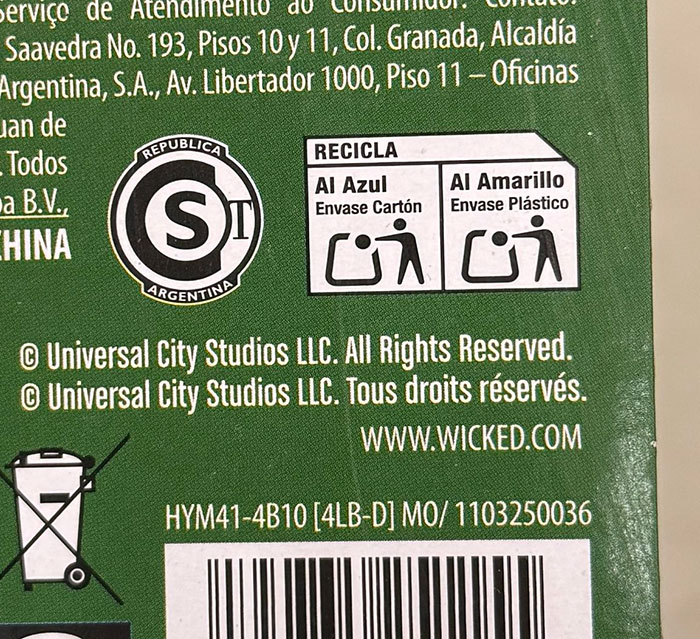 Serviço de Atendimento ao Consumidor. Contato:
Saavedra No. 193, Pisos 10 y 11, Col. Granada, Alcaldía
Argentina, S.A., Av. Libertador 1000, Piso 11 – Oficinas
uan de
. Todos
pa B.V.,
CHINA
REPUBLICA
S T
ARGENTINA
RECICLA
Al Azul
Envase Cartón
Al Amarillo
Envase Plástico
© Universal City Studios LLC. All Rights Reserved.
© Universal City Studios LLC. Tous droits réservés.
WWW.WICKED.COM
HYM41-4B10 [4LB-D] MO/ 1103250036